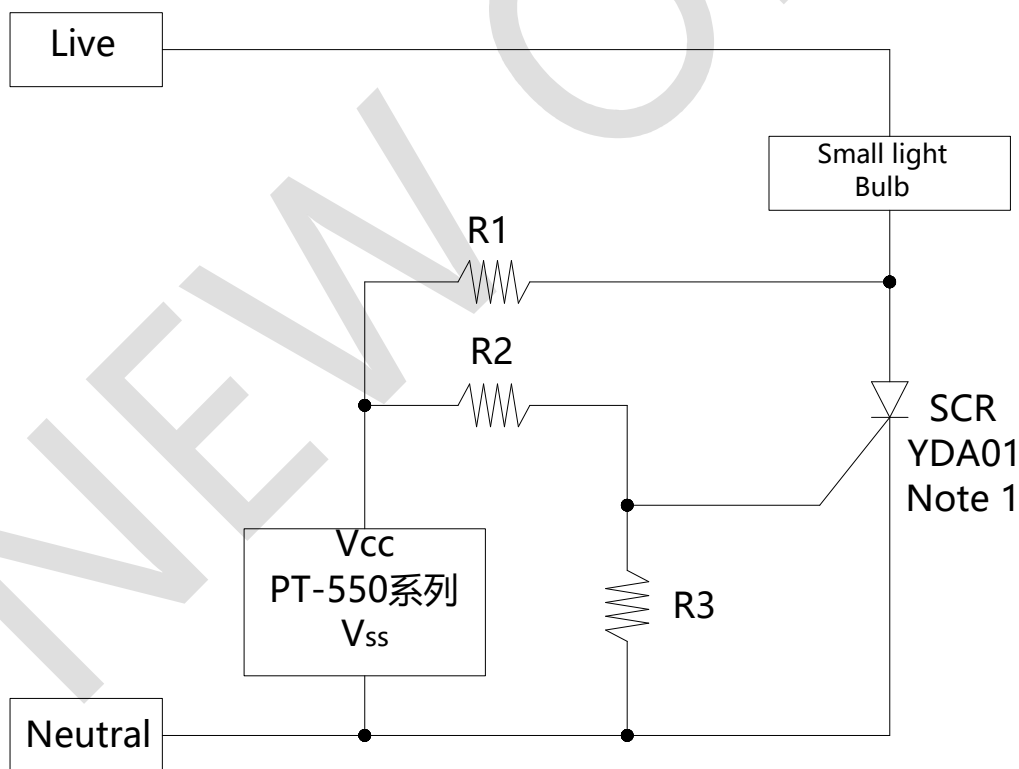 Live
Small light
Bulb
R1
R2
SCR
YDA01
Note 1
Vcc
PT-550系列
Vss
R3
Neutral
NEW O